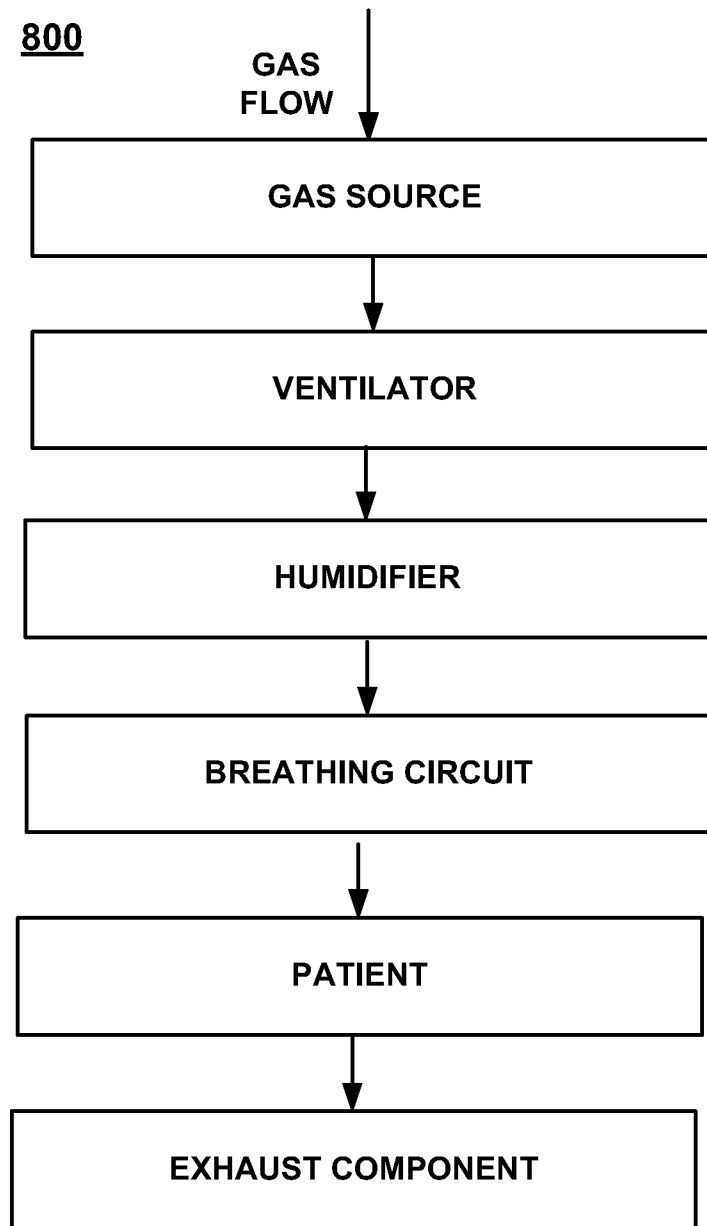 800
GAS
FLOW
GAS SOURCE
VENTILATOR
HUMIDIFIER
BREATHING CIRCUIT
PATIENT
EXHAUST COMPONENT